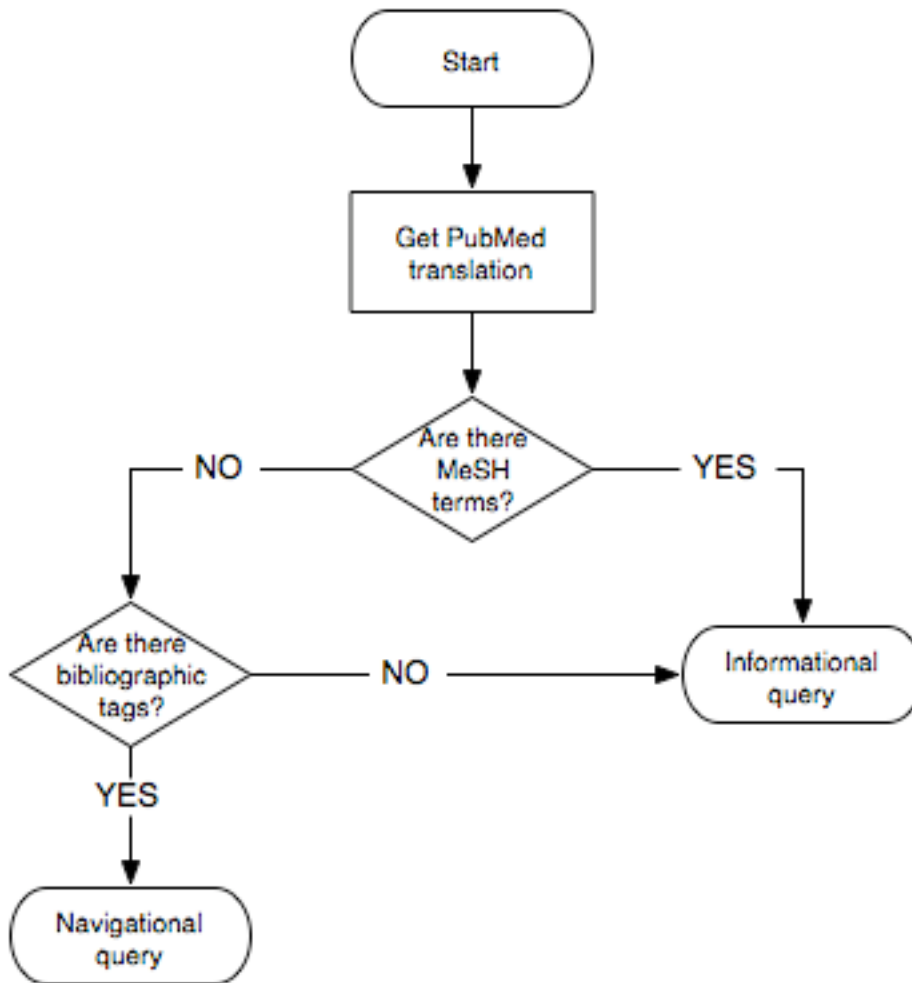 Start
Get PubMed
translation
Are there
MeSH
terms?
NO
YES
Are there
bibliographic
tags?
NO
Informational
query
YES
Navigational
query